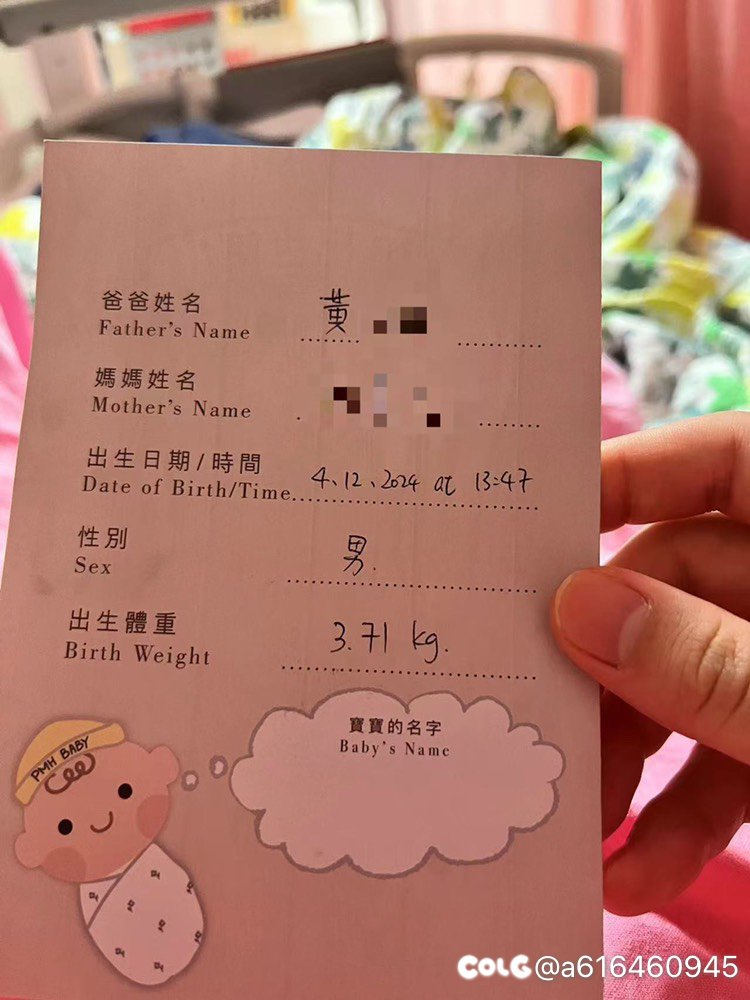 爸爸姓名 黃
Father's Name
媽媽姓名
Mother's Name
出生日期/時間 4.12.2024 at 13:47
Date of Birth/Time
性別 男.
Sex
出生體重 3.71 kg.
Birth Weight
寶寶的名字
Baby's Name
PMH BABY
COLG @a616460945